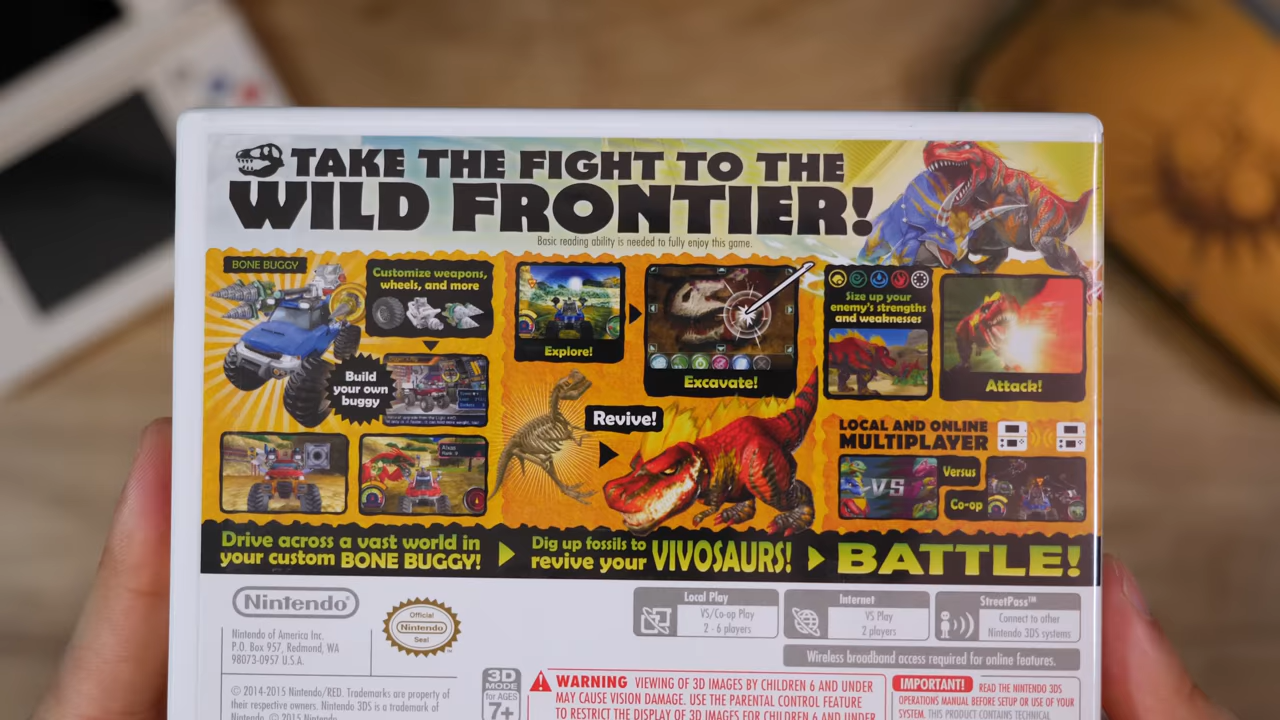 TAKE THE FIGHT TO THE
WILD FRONTIER!
Basic reading ability is needed to fully enjoy this game.
BONE BUGGY
Customize weapons,
wheels, and more
Build
your own
buggy
Explore!
Excavate!
Revive!
Size up your
enemy's strengths
and weaknesses
Attack!
LOCAL AND ONLINE
MULTIPLAYER
VS
Versus
Co-op
Drive across a vast world in
your custom BONE BUGGY!
Dig up fossils to
revive your VIVOSAURS!
BATTLE!
Nintendo
Official
Nintendo
Seal
Nintendo of America Inc.
P.O. Box 957, Redmond, WA
98073-0957 U.S.A.
Local Play
VS/Co-op Play
2 - 6 players
Internet
VS Play
2 players
StreetPass™
Connect to other
Nintendo 3DS systems
Wireless broadband access required for online features.
© 2014-2015 Nintendo/RED. Trademarks are property of
their respective owners. Nintendo 3DS is a trademark of
Nintendo. © 2015 Nintendo.
3D
MODE
for AGES
7+
WARNING VIEWING OF 3D IMAGES BY CHILDREN 6 AND UNDER
MAY CAUSE VISION DAMAGE. USE THE PARENTAL CONTROL FEATURE
TO RESTRICT THE DISPLAY OF 3D IMAGES FOR CHILDREN 6 AND UNDER
IMPORTANT! READ THE NINTENDO 3DS
OPERATIONS MANUAL BEFORE SETUP OR USE OF YOUR
SYSTEM. THIS PRODUCT CONTAINS TECHNICAL